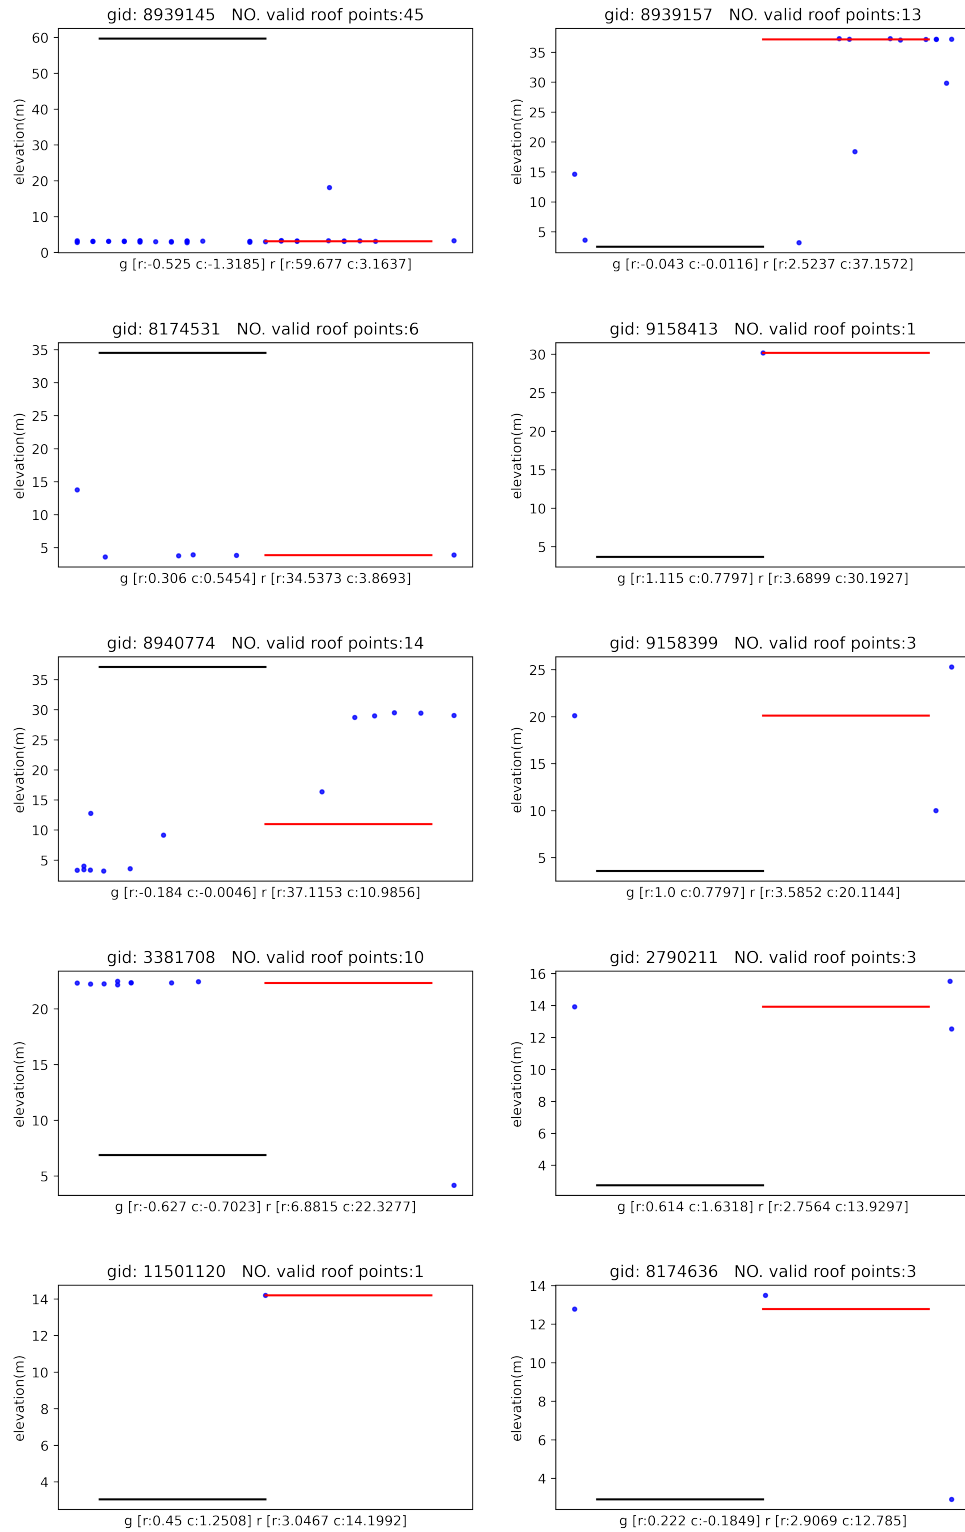 gid: 8939145   NO. valid roof points:45
elevation(m)
60
50
40
30
20
10
0
g [r:-0.525 c:-1.3185] r [r:59.677 c:3.1637]
gid: 8939157   NO. valid roof points:13
elevation(m)
35
30
25
20
15
10
5
g [r:-0.043 c:-0.0116] r [r:2.5237 c:37.1572]
gid: 8174531   NO. valid roof points:6
elevation(m)
35
30
25
20
15
10
5
g [r:0.306 c:0.5454] r [r:34.5373 c:3.8693]
gid: 9158413   NO. valid roof points:1
elevation(m)
30
25
20
15
10
5
g [r:1.115 c:0.7797] r [r:3.6899 c:30.1927]
gid: 8940774   NO. valid roof points:14
elevation(m)
35
30
25
20
15
10
5
g [r:-0.184 c:-0.0046] r [r:37.1153 c:10.9856]
gid: 9158399   NO. valid roof points:3
elevation(m)
25
20
15
10
5
g [r:1.0 c:0.7797] r [r:3.5852 c:20.1144]
gid: 3381708   NO. valid roof points:10
elevation(m)
20
15
10
5
g [r:-0.627 c:-0.7023] r [r:6.8815 c:22.3277]
gid: 2790211   NO. valid roof points:3
elevation(m)
16
14
12
10
8
6
4
g [r:0.614 c:1.6318] r [r:2.7564 c:13.9297]
gid: 11501120   NO. valid roof points:1
elevation(m)
14
12
10
8
6
4
g [r:0.45 c:1.2508] r [r:3.0467 c:14.1992]
gid: 8174636   NO. valid roof points:3
elevation(m)
14
12
10
8
6
4
g [r:0.222 c:-0.1849] r [r:2.9069 c:12.785]